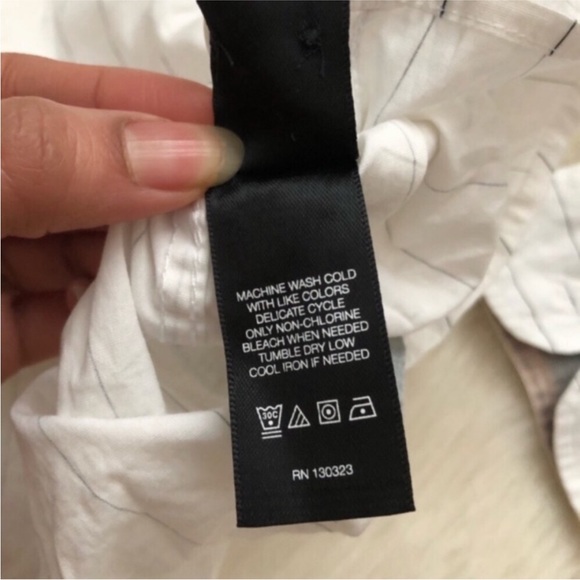 MACHINE WASH COLD
WITH LIKE COLORS
DELICATE CYCLE
ONLY NON-CHLORINE
BLEACH WHEN NEEDED
TUMBLE DRY LOW
COOL IRON IF NEEDED
30C
RN 130323